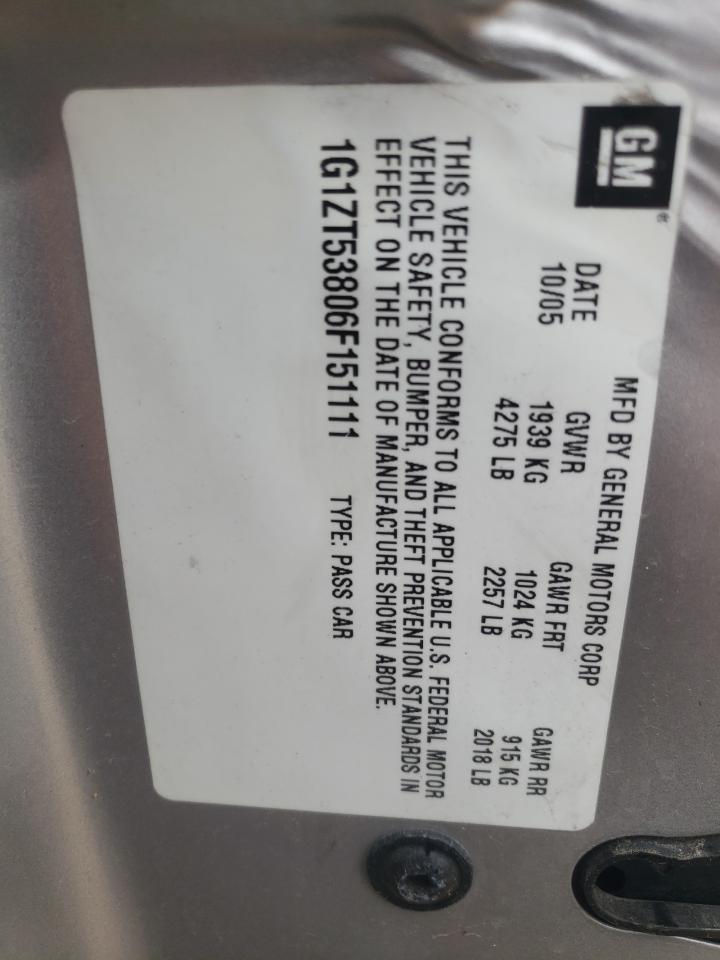 GM
MFD BY GENERAL MOTORS CORP
DATE GVWR GAWR FRT GAWR RR
10/05 1939 KG 1024 KG 915 KG
4275 LB 2257 LB 2018 LB
THIS VEHICLE CONFORMS TO ALL APPLICABLE U.S. FEDERAL MOTOR
VEHICLE SAFETY, BUMPER, AND THEFT PREVENTION STANDARDS IN
EFFECT ON THE DATE OF MANUFACTURE SHOWN ABOVE.
1G1ZT53806F151111 TYPE: PASS CAR